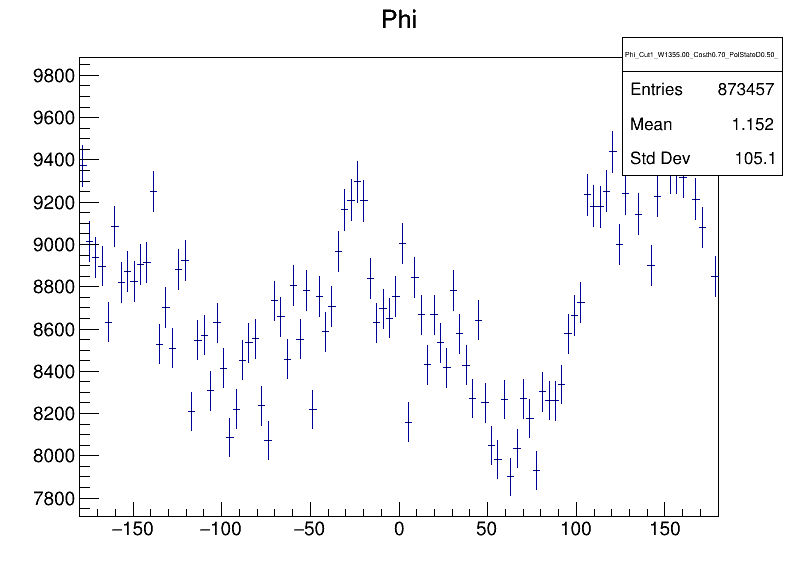 Phi
Phi_Cut1_W1355.00_Costh0.70_PolStateD0.50_
Entries 873457
Mean 1.152
Std Dev 105.1
9800
9600
9400
9200
9000
8800
8600
8400
8200
8000
7800
−150 −100 −50 0 50 100 150